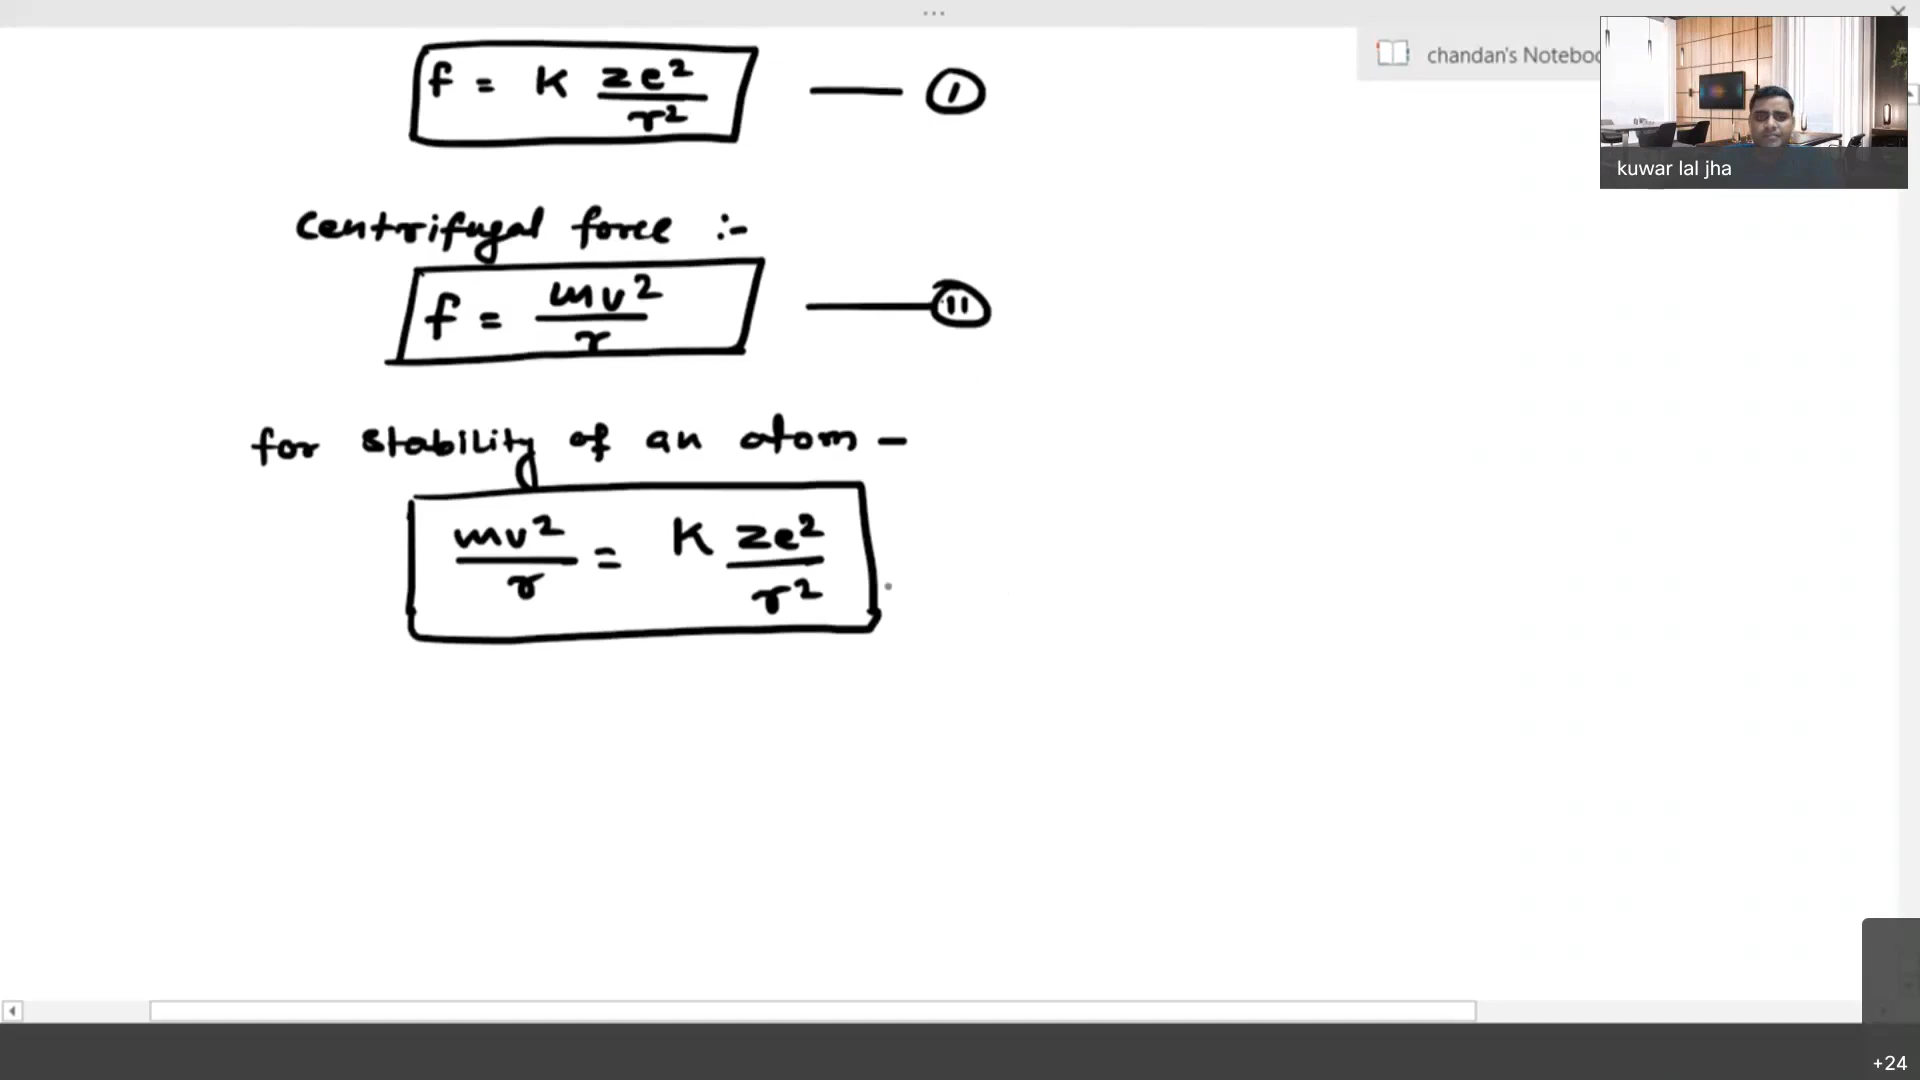 ...
chandan's Noteboo
kuwar lal jha
f = K ze²/r² — (I)
Centrifugal force :-
f = mv²/r — (II)
for stability of an atom -
mv²/r = K ze²/r²
+24